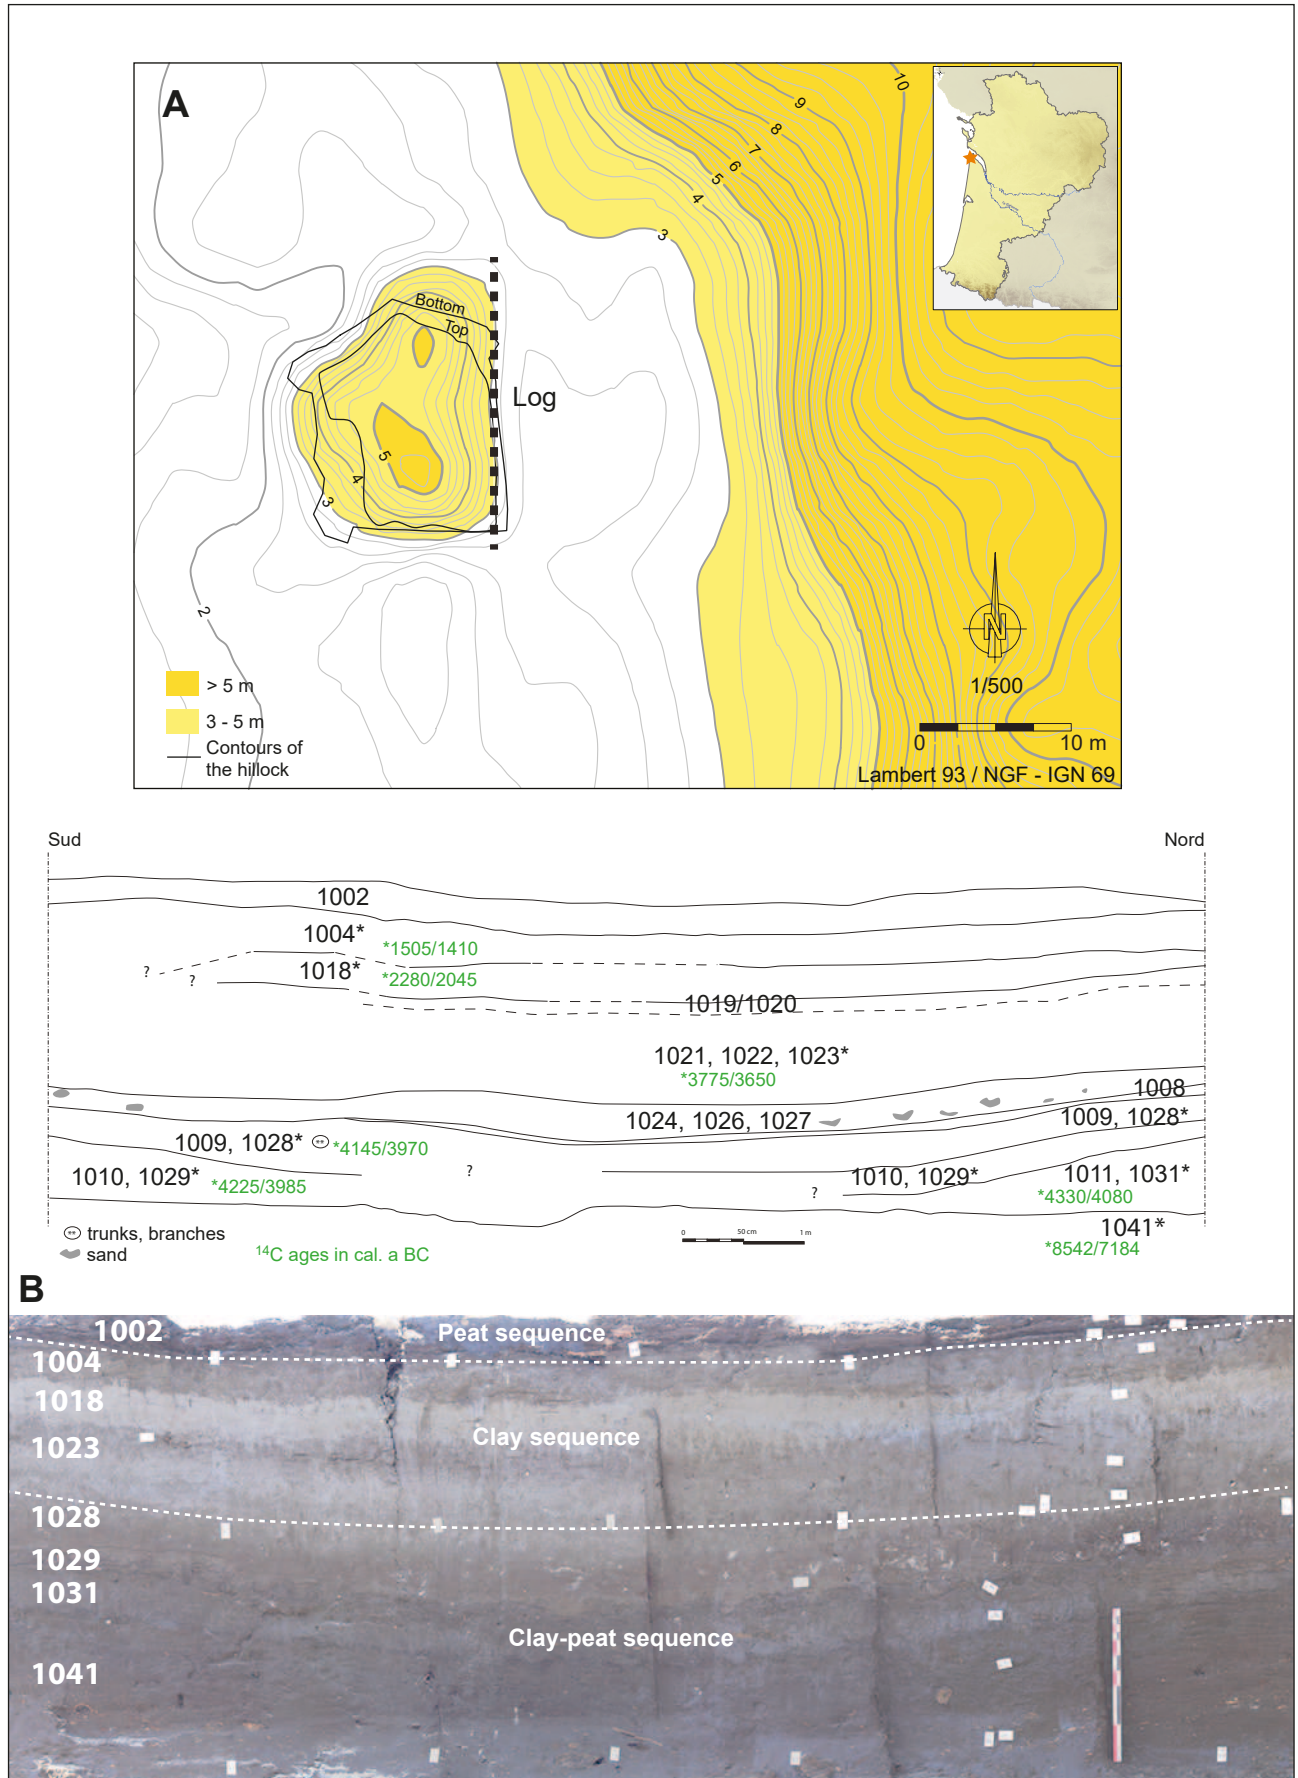 A
10
9
8
7
6
5
4
3
Bottom
Top
Log
5
4
3
2
N
> 5 m
3 - 5 m
Contours of
the hillock
1/500
0 10 m
Lambert 93 / NGF - IGN 69
Sud Nord
1002
1004*
*1505/1410
? ? 1018*
*2280/2045
1019/1020
1021, 1022, 1023*
*3775/3650
1008
1024, 1026, 1027
1009, 1028*
1009, 1028*
*4145/3970
?
1010, 1029*
*4225/3985
?
1010, 1029*
1011, 1031*
*4330/4080
1041*
*8542/7184
trunks, branches
sand
14C ages in cal. a BC
0 50 cm 1 m
B
1002
Peat sequence
1004
1018
Clay sequence
1023
1028
1029
1031
Clay-peat sequence
1041